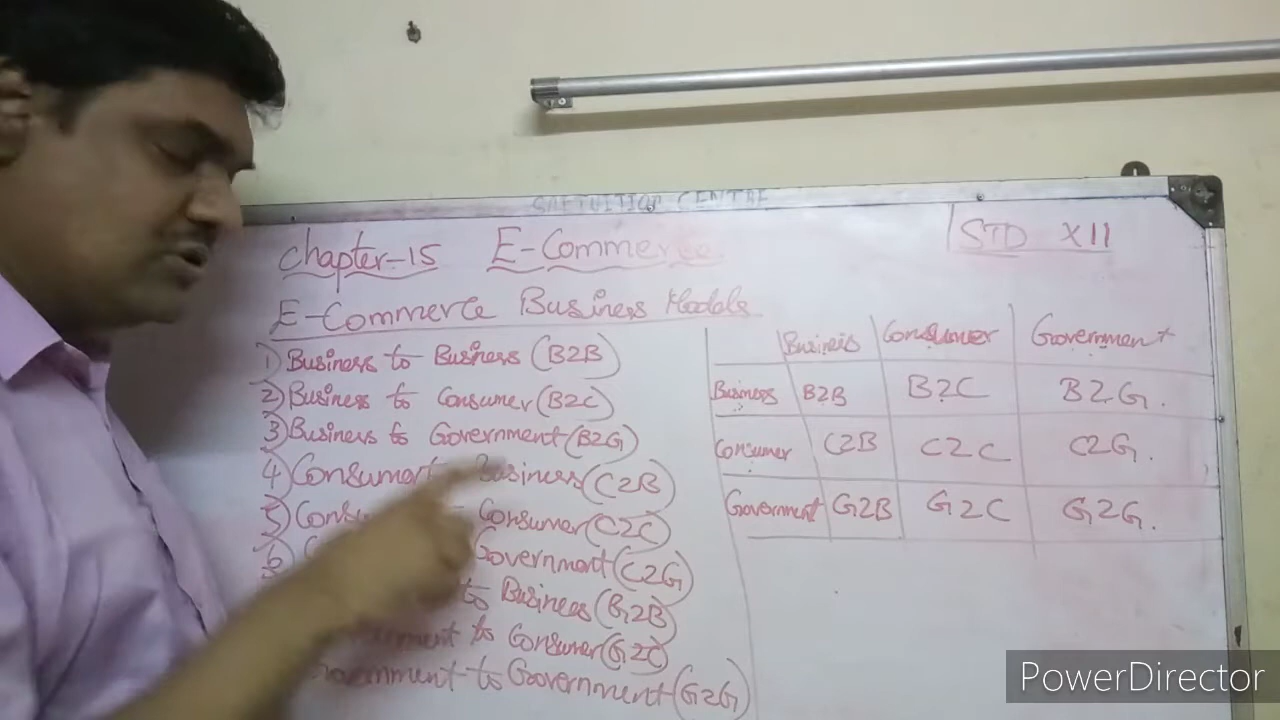 CENTRE
Chapter-15 E-Commerce
STD XII
E-Commerce Business Models
1) Business to Business (B2B)
2) Business to Consumer (B2C)
3) Business to Government (B2G)
4) Consumer Business (C2B)
5) Consumer (C2C)
6) Government (C2G)
to Business (G2B)
to Consumer (G2C)
Government to Government (G2G)
Business Consumer Government
Business B2B B2C B2G.
Consumer C2B C2C C2G.
Government G2B G2C G2G.
PowerDirector